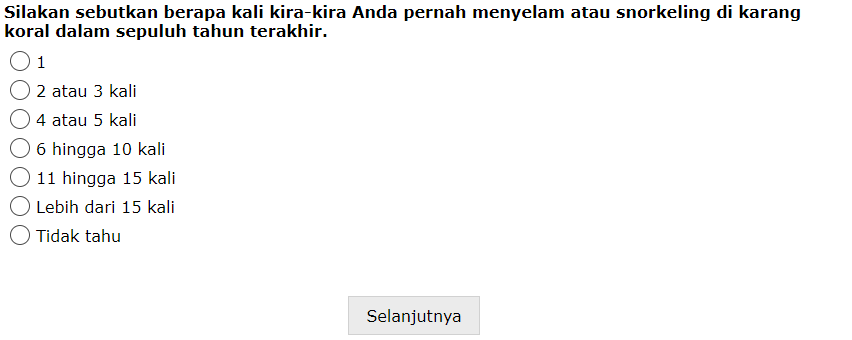 Silakan sebutkan berapa kali kira-kira Anda pernah menyelam atau snorkeling di karang
koral dalam sepuluh tahun terakhir.
1
2 atau 3 kali
4 atau 5 kali
6 hingga 10 kali
11 hingga 15 kali
Lebih dari 15 kali
Tidak tahu
Selanjutnya